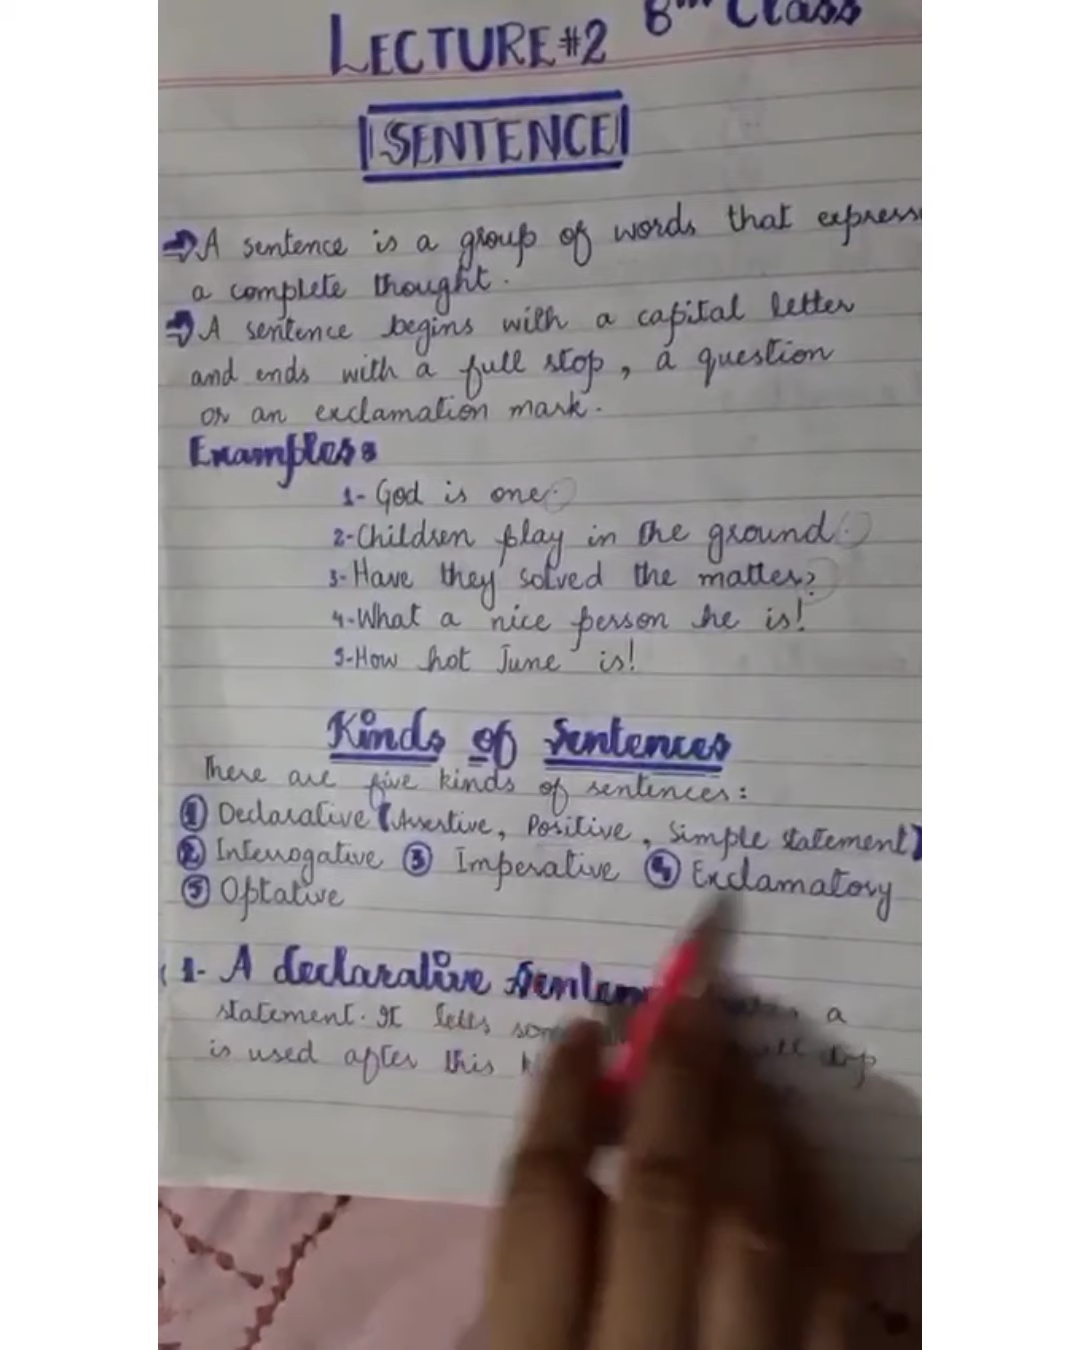 LECTURE#2 8th Class
SENTENCE
⇒ A sentence is a group of words that express
a complete thought.
⇒ A sentence begins with a capital letter
and ends with a full stop, a question
or an exclamation mark.
Examples:
1- God is one.
2- Children play in the ground.
3- Have they solved the matter?
4- What a nice person he is!
5- How hot June is!
Kinds of Sentences
There are five kinds of sentences:
① Declarative (Assertive, Positive, Simple statement)
② Interrogative ③ Imperative ④ Exclamatory
⑤ Optative
1- A declarative Senten
statement. It tells som a
is used after this stop